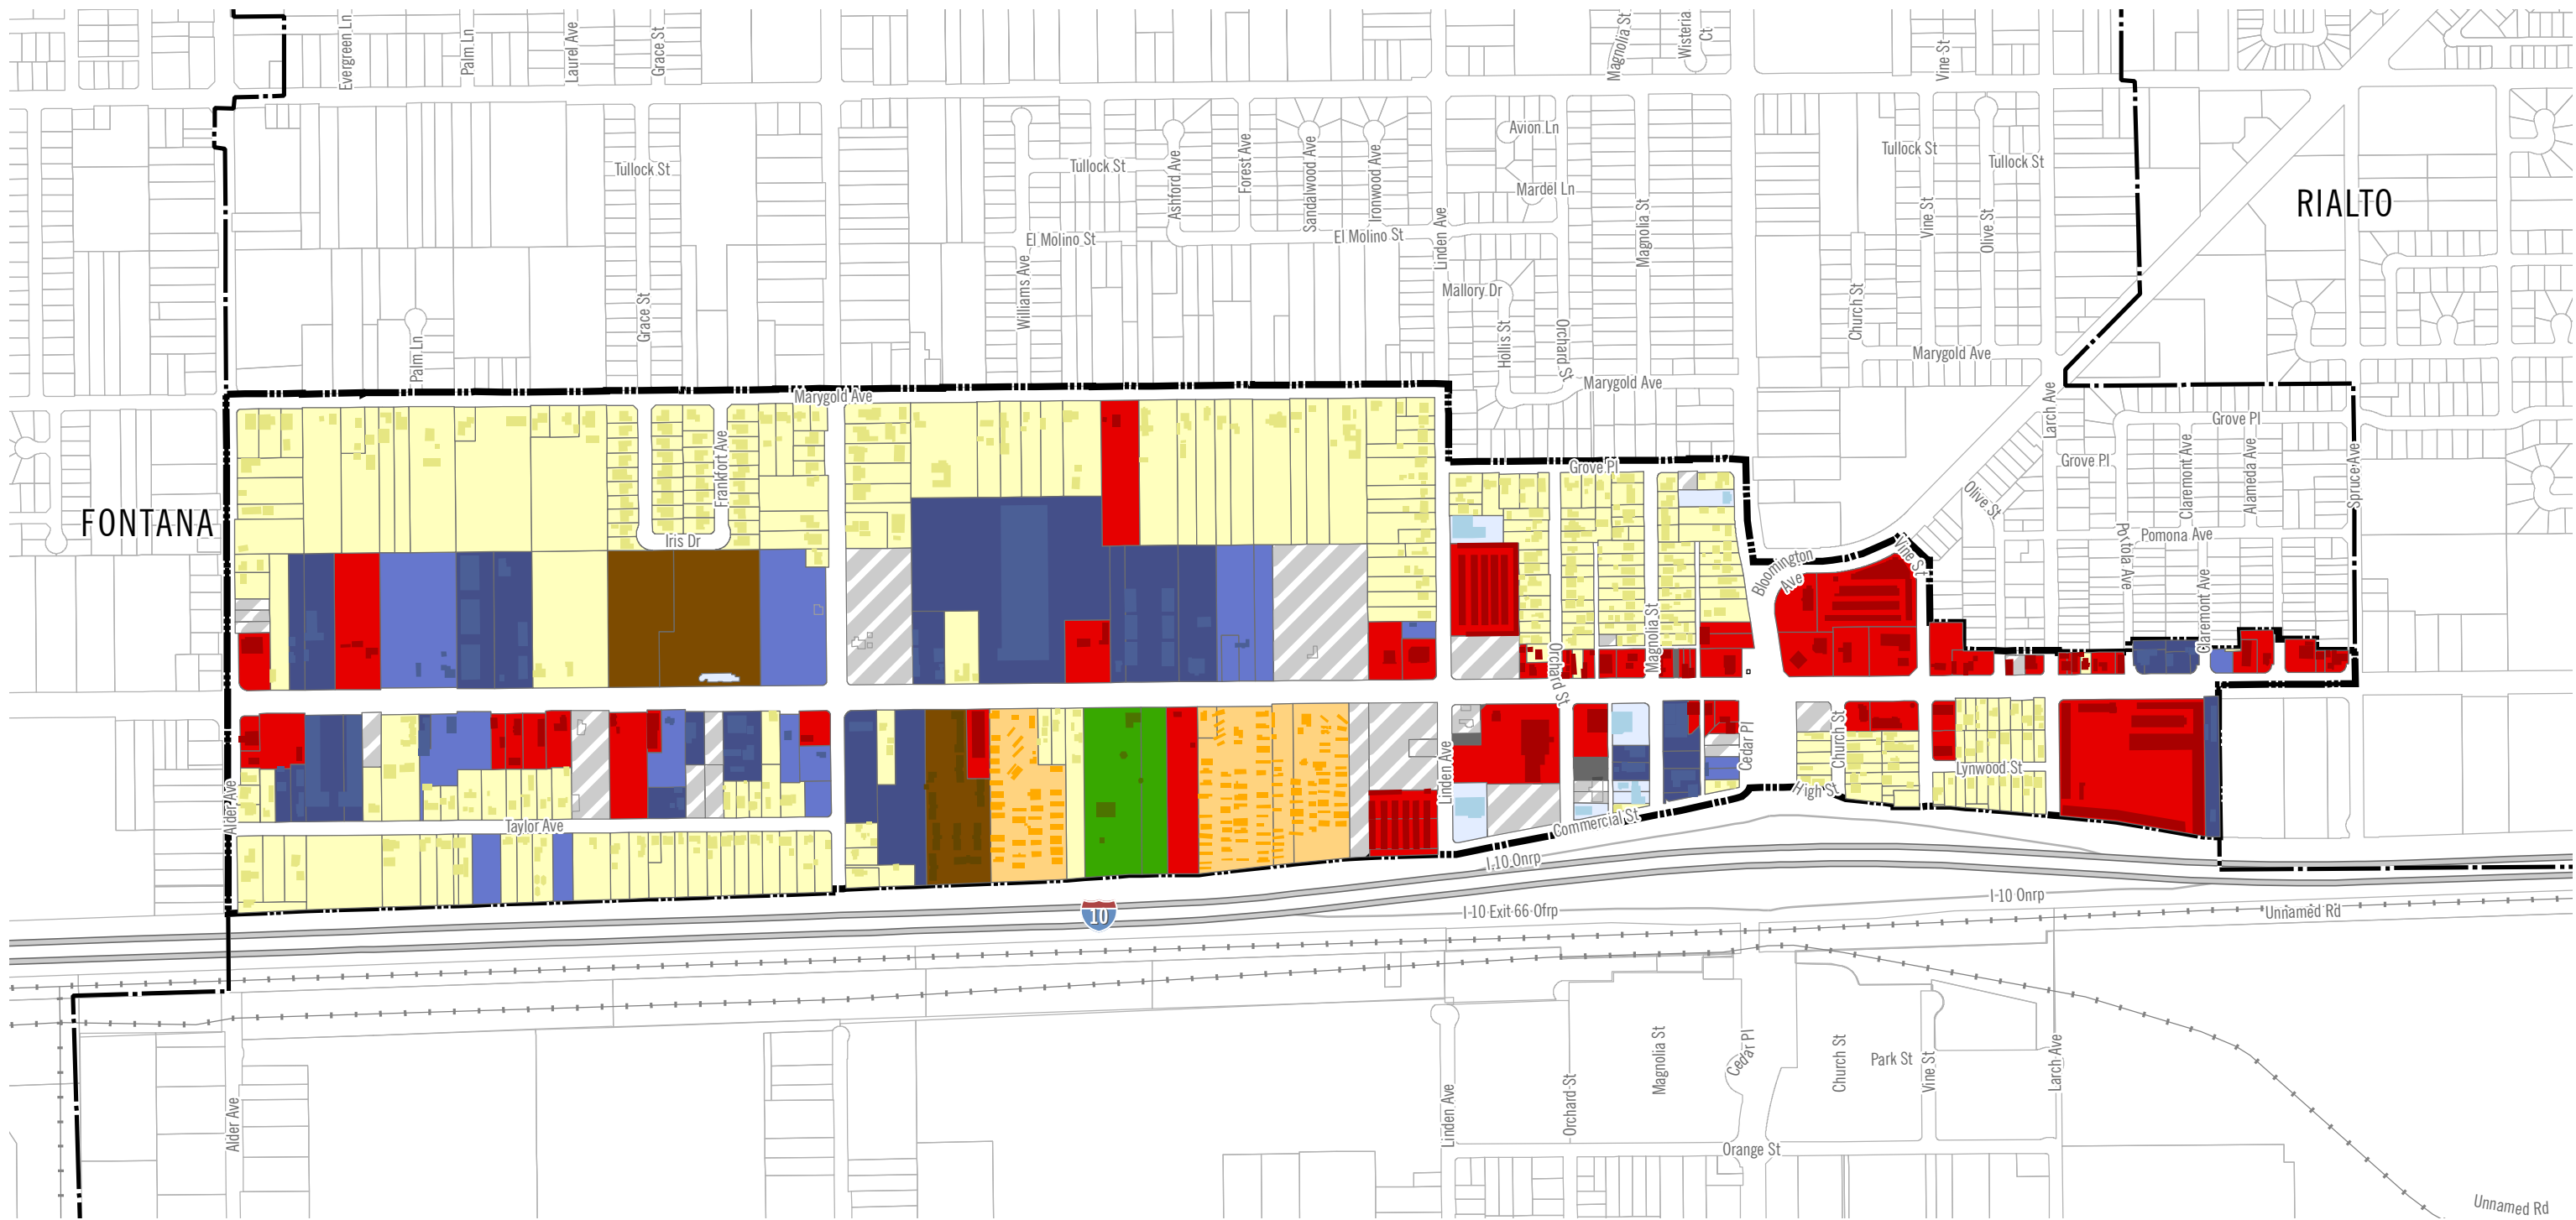 Evergreen Ln
Palm Ln
Laurel Ave
Grace St
Magnolia St
Wisteria
Ct
Vine St
Tullock St
Tullock St
Ashford Ave
Forest Ave
Sandalwood Ave
Ironwood Ave
Avion Ln
Mardel Ln
Tullock St
Tullock St
RIALTO
El Molino St
El Molino St
Linden Ave
Magnolia St
Vine St
Olive St
Williams Ave
Mallory Dr
Grace St
Palm Ln
Hollis St
Orchard St
Church St
Marygold Ave
Marygold Ave
Marygold Ave
Larch Ave
Grove Pl
Frankfort Ave
Grove Pl
Grove Pl
Claremont Ave
Alameda Ave
Spruce Ave
FONTANA
Iris Dr
Olive St
Pomona Ave
Portola Ave
Bloomington
Ave
Vine St
Claremont Ave
Magnolia St
Orchard St
Cedar Pl
Church St
Linden Ave
Lynwood St
High St
Alder Ave
Taylor Ave
Commercial St
I-10 Onrp
10
I-10 Exit 66 Ofrp
I-10 Onrp
Unnamed Rd
Magnolia St
Cedar Pl
Church St
Park St
Vine St
Larch Ave
Alder Ave
Linden Ave
Orchard St
Orange St
Unnamed Rd